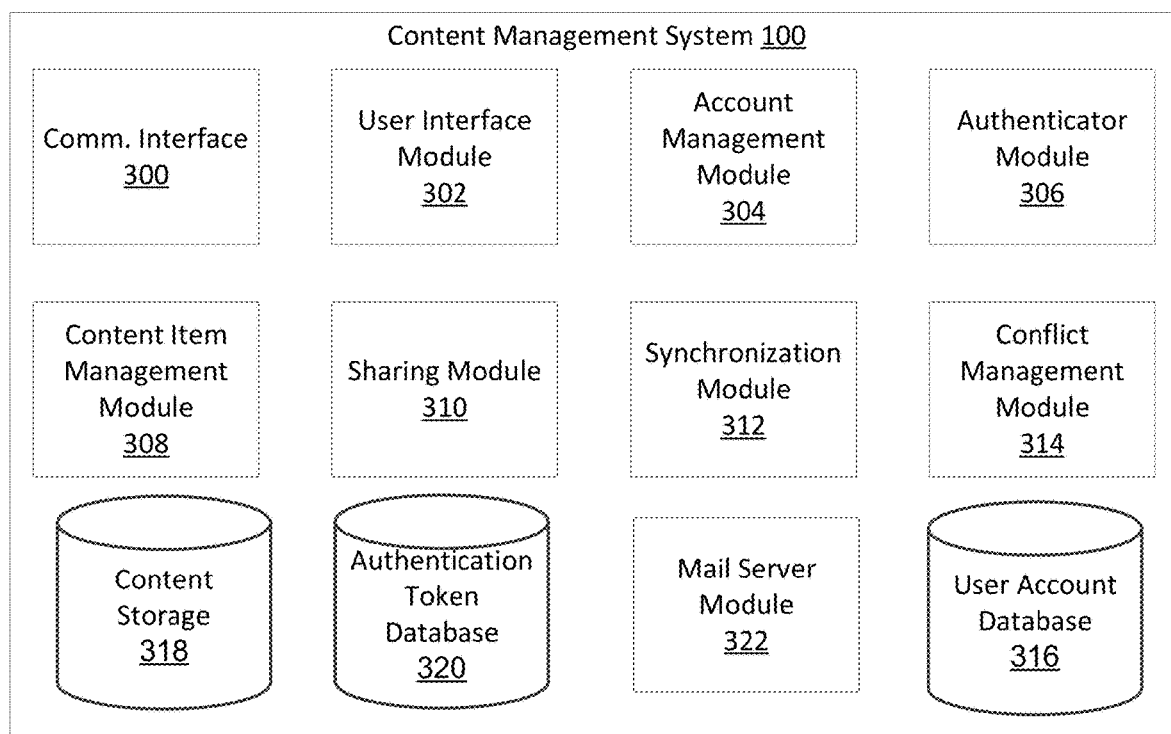 Content Management System 100
Comm. Interface
300
User Interface
Module
302
Account
Management
Module
304
Authenticator
Module
306
Content Item
Management
Module
308
Sharing Module
310
Synchronization
Module
312
Conflict
Management
Module
314
Content
Storage
318
Authentication
Token
Database
320
Mail Server
Module
322
User Account
Database
316